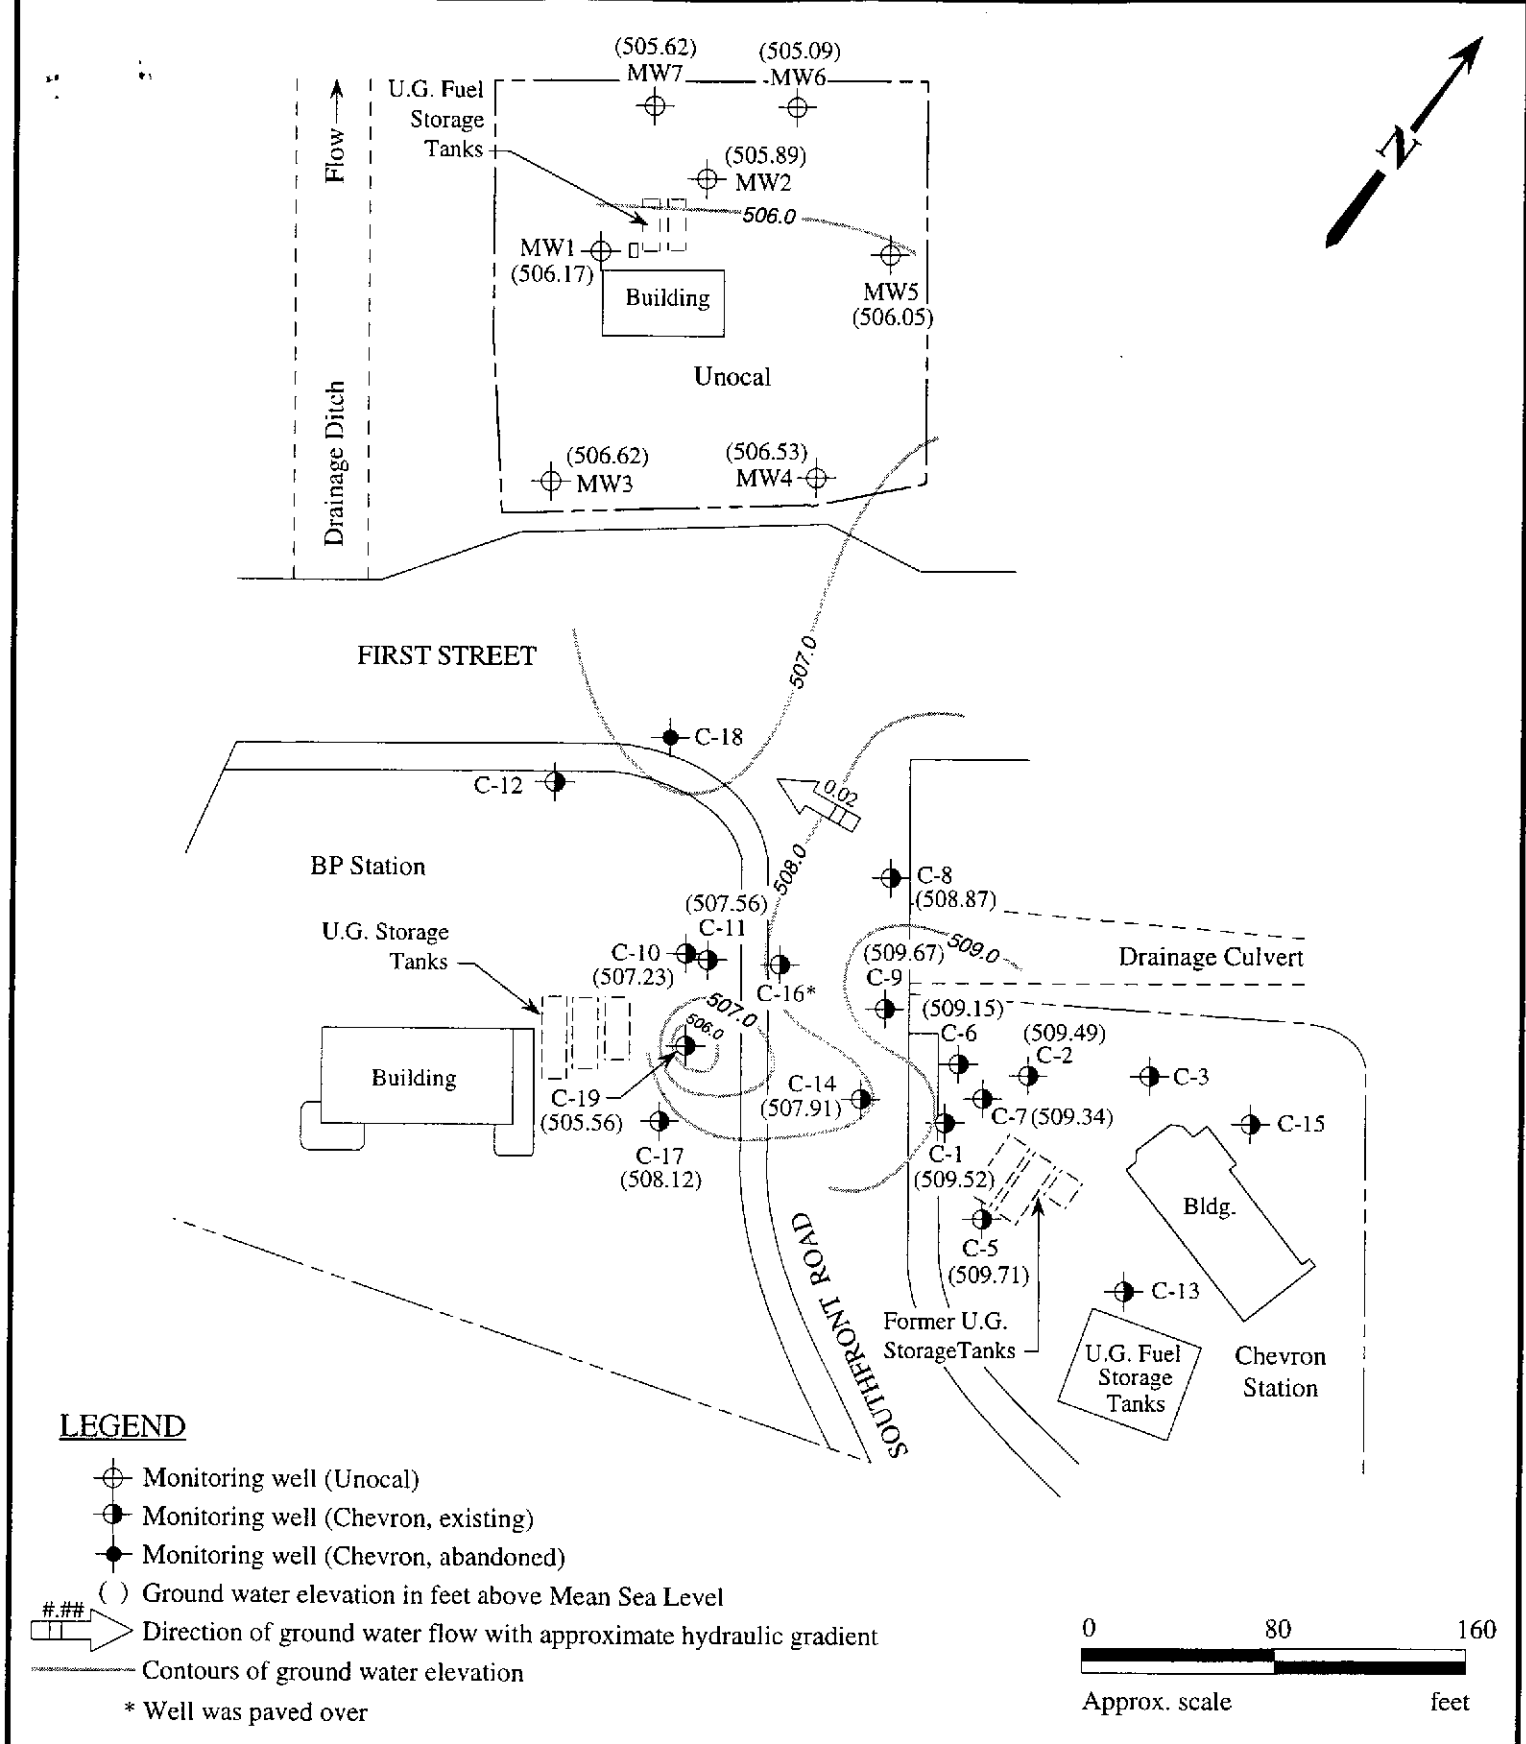 (505.62)
MW7
(505.09)
MW6
U.G. Fuel
Storage
Tanks
Flow
(505.89)
MW2
506.0
MW1
(506.17)
Building
MW5
(506.05)
Unocal
Drainage Ditch
(506.62)
MW3
(506.53)
MW4
N
FIRST STREET
507.0
C-18
C-12
0.02
BP Station
508.0
C-8
(508.87)
(507.56)
C-11
U.G. Storage
Tanks
C-10
(507.23)
C-16*
(509.67)
C-9
509.0
Drainage Culvert
507.0
506.0
(509.15)
C-6
(509.49)
C-2
C-3
Building
C-19
(505.56)
C-14
(507.91)
C-7 (509.34)
C-15
C-17
(508.12)
C-1
(509.52)
Bldg.
C-5
(509.71)
C-13
SOUTHFRONT ROAD
Former U.G.
Storage Tanks
U.G. Fuel
Storage
Tanks
Chevron
Station
LEGEND
Monitoring well (Unocal)
Monitoring well (Chevron, existing)
Monitoring well (Chevron, abandoned)
( ) Ground water elevation in feet above Mean Sea Level
#.##
Direction of ground water flow with approximate hydraulic gradient
Contours of ground water elevation
* Well was paved over
0 80 160
Approx. scale feet